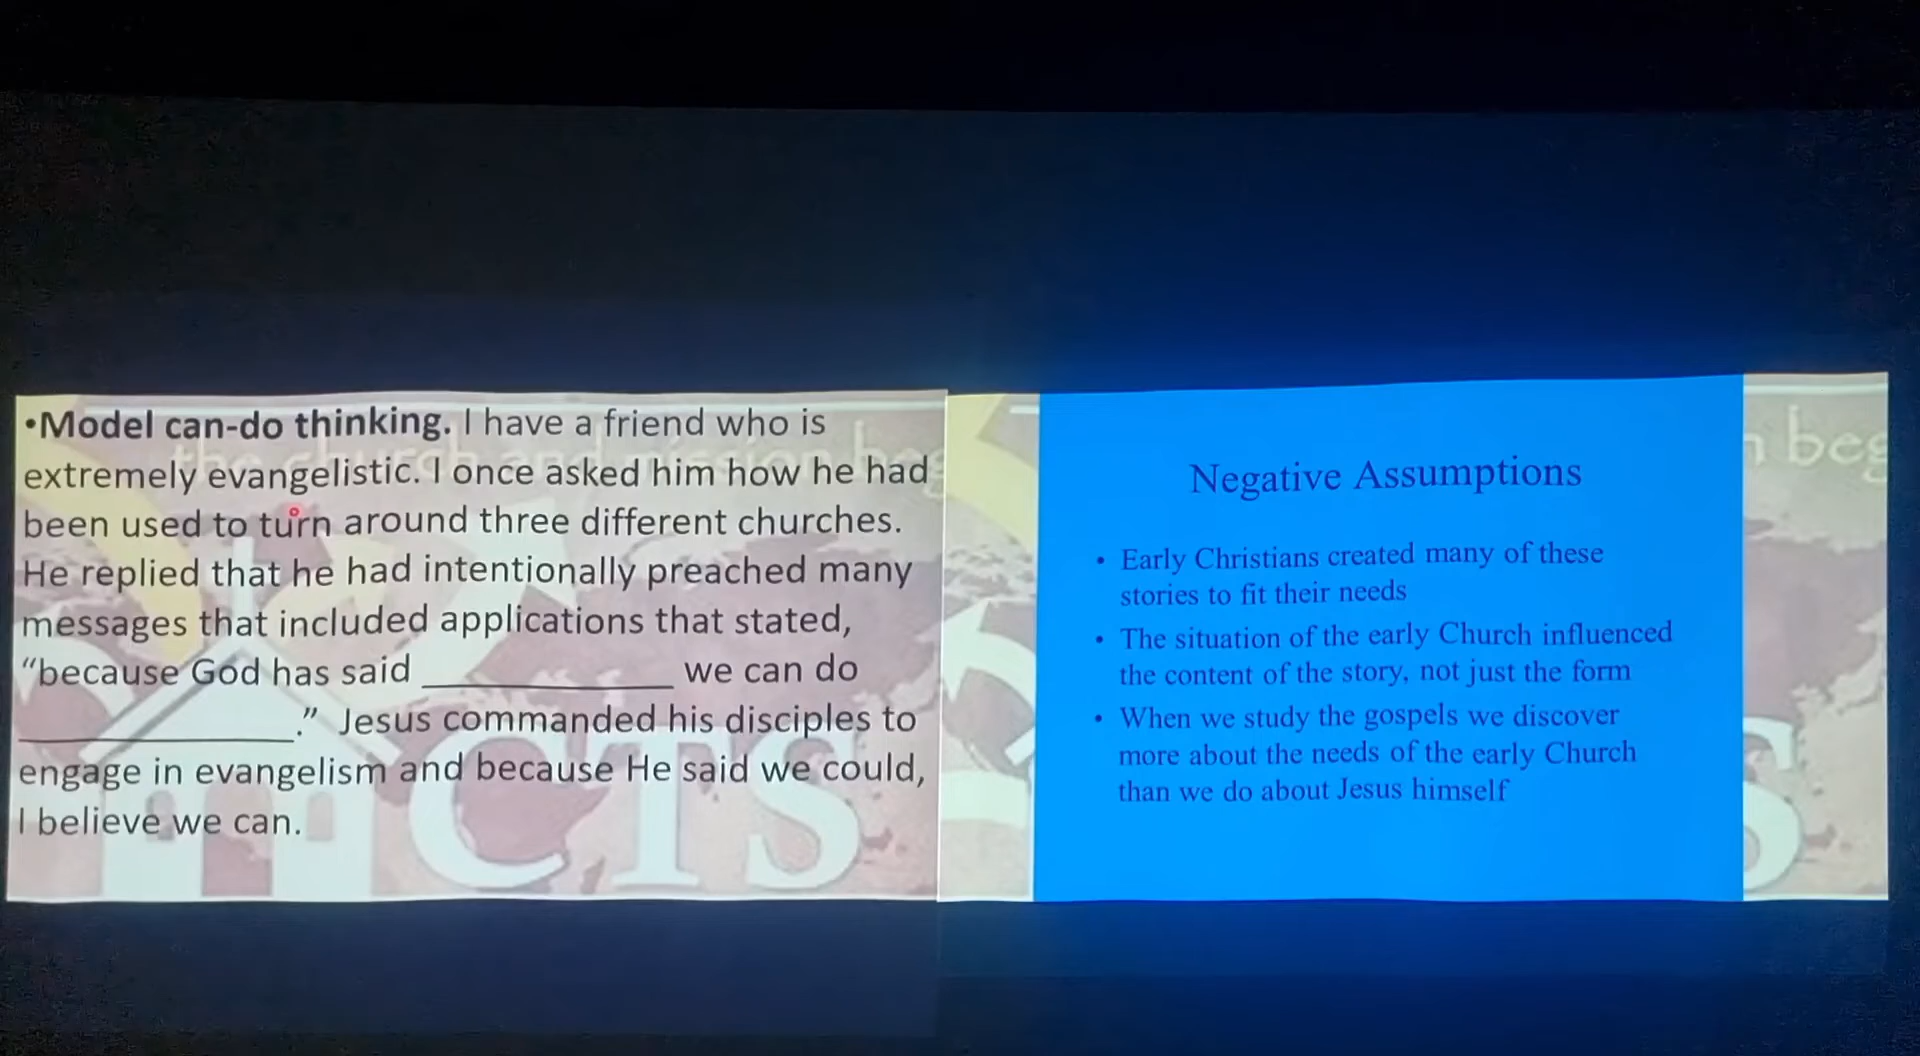 •Model can-do thinking. I have a friend who is
extremely evangelistic. I once asked him how he had
been used to turn around three different churches.
He replied that he had intentionally preached many
messages that included applications that stated,
“because God has said _____________ we can do
______________.” Jesus commanded his disciples to
engage in evangelism and because He said we could,
I believe we can.
CTS
Negative Assumptions
• Early Christians created many of these
stories to fit their needs
• The situation of the early Church influenced
the content of the story, not just the form
• When we study the gospels we discover
more about the needs of the early Church
than we do about Jesus himself
n beg
S